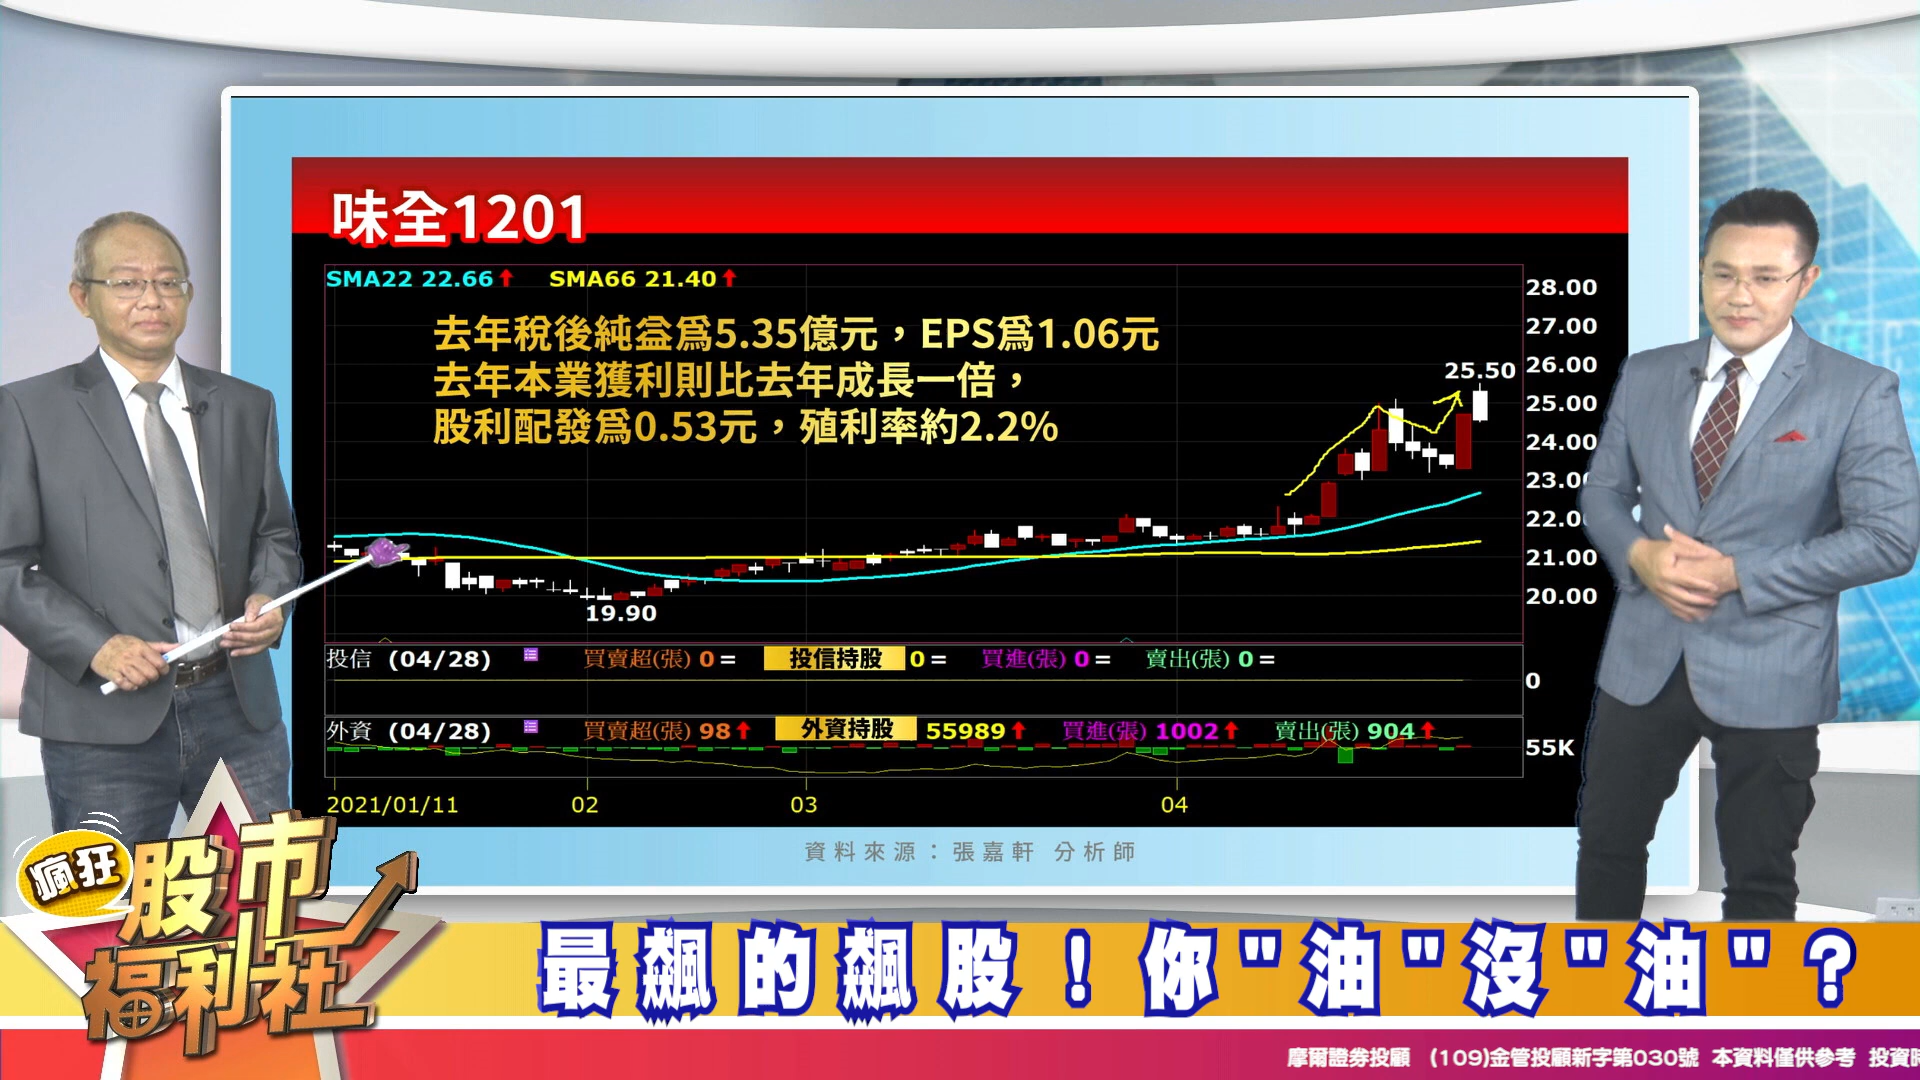 味全1201
SMA22 22.66↑ SMA66 21.40↑
去年稅後純益為5.35億元，EPS為1.06元
去年本業獲利則比去年成長一倍，
股利配發為0.53元，殖利率約2.2%
28.00
27.00
26.00
25.50
25.00
24.00
23.0
22.0
21.00
20.00
19.90
投信 (04/28) 買賣超(張) 0 = 投信持股 0 = 買進(張) 0 = 賣出(張) 0 =
0
外資 (04/28) 買賣超(張) 98↑ 外資持股 55989↑ 買進(張) 1002↑ 賣出(張) 904↑
55K
2021/01/11 02 03 04
資料來源：張嘉軒 分析師
瘋狂
股市
福利社
最飆的飆股！你"油"沒"油"？
摩爾證券投顧 (109)金管投顧新字第030號 本資料僅供參考 投資